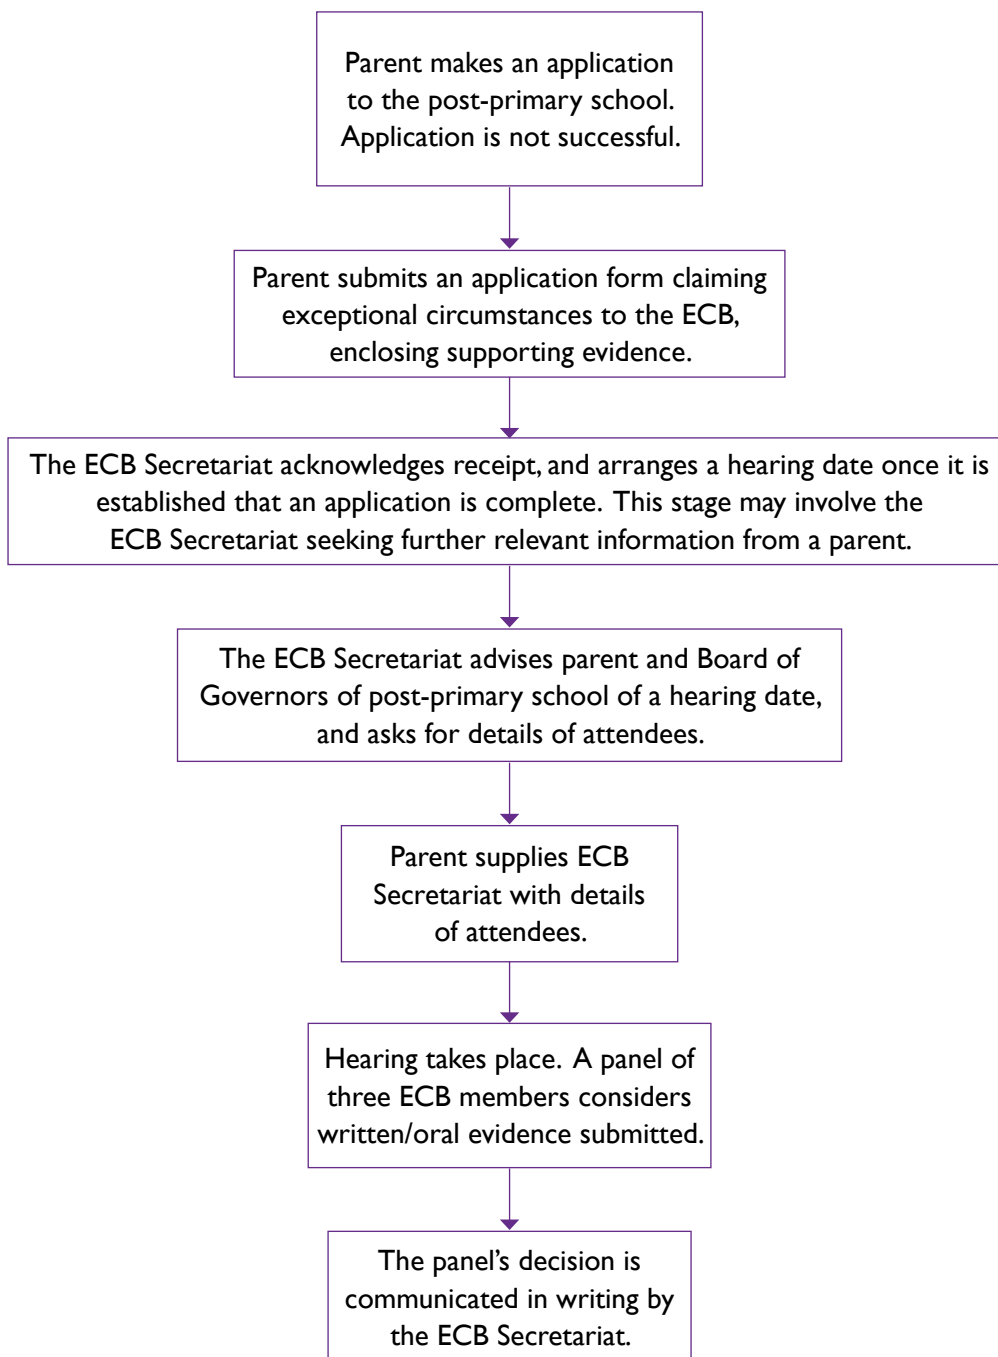 Parent makes an application
to the post-primary school.
Application is not successful.
Parent submits an application form claiming
exceptional circumstances to the ECB,
enclosing supporting evidence.
The ECB Secretariat acknowledges receipt, and arranges a hearing date once it is
established that an application is complete. This stage may involve the
ECB Secretariat seeking further relevant information from a parent.
The ECB Secretariat advises parent and Board of
Governors of post-primary school of a hearing date,
and asks for details of attendees.
Parent supplies ECB
Secretariat with details
of attendees.
Hearing takes place. A panel of
three ECB members considers
written/oral evidence submitted.
The panel’s decision is
communicated in writing by
the ECB Secretariat.